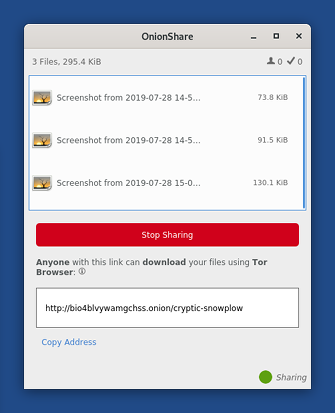 OnionShare
3 Files, 295.4 KiB
0 0
Screenshot from 2019-07-28 14-5... 73.8 KiB
Screenshot from 2019-07-28 14-5... 91.5 KiB
Screenshot from 2019-07-28 15-0... 130.1 KiB
Stop Sharing
Anyone with this link can download your files using Tor
Browser:
http://bio4blvywamgchss.onion/cryptic-snowplow
Copy Address
Sharing